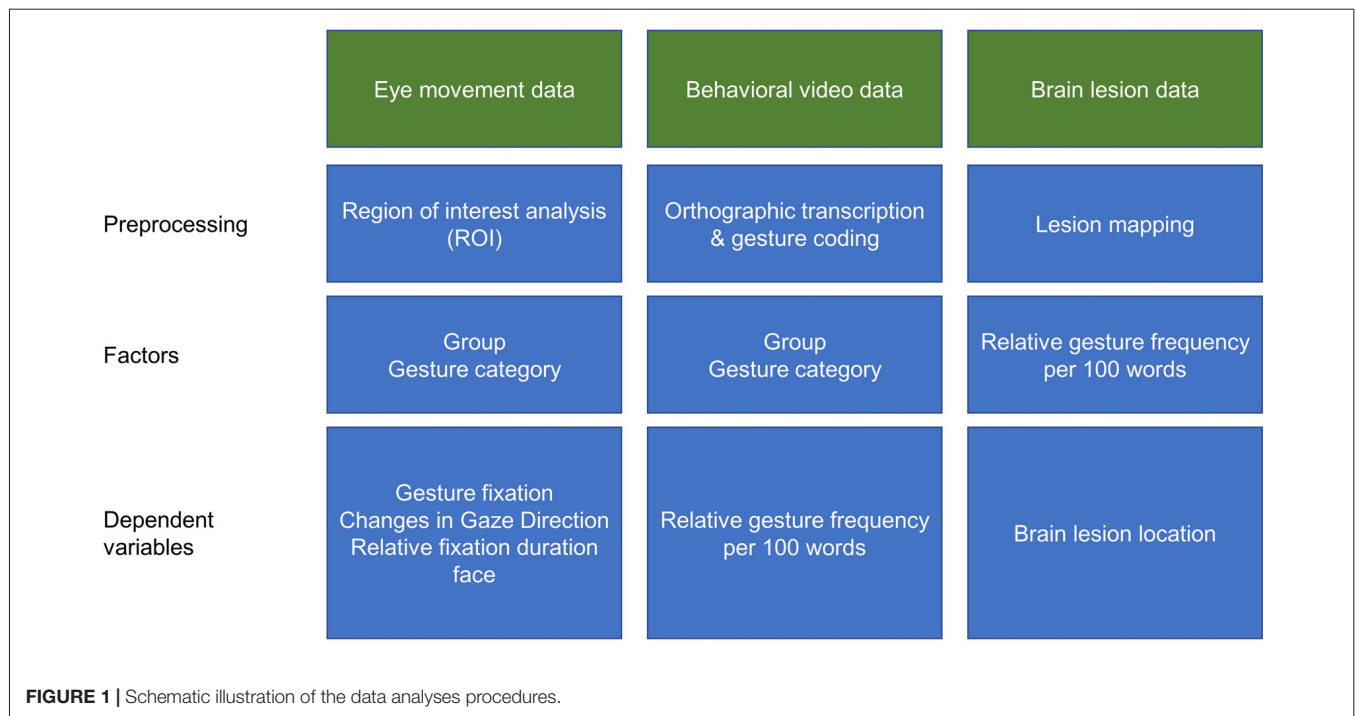 Eye movement data
Behavioral video data
Brain lesion data
Preprocessing
Region of interest analysis
(ROI)
Orthographic transcription
& gesture coding
Lesion mapping
Factors
Group
Gesture category
Group
Gesture category
Relative gesture frequency
per 100 words
Dependent
variables
Gesture fixation
Changes in Gaze Direction
Relative fixation duration
face
Relative gesture frequency
per 100 words
Brain lesion location
FIGURE 1 | Schematic illustration of the data analyses procedures.